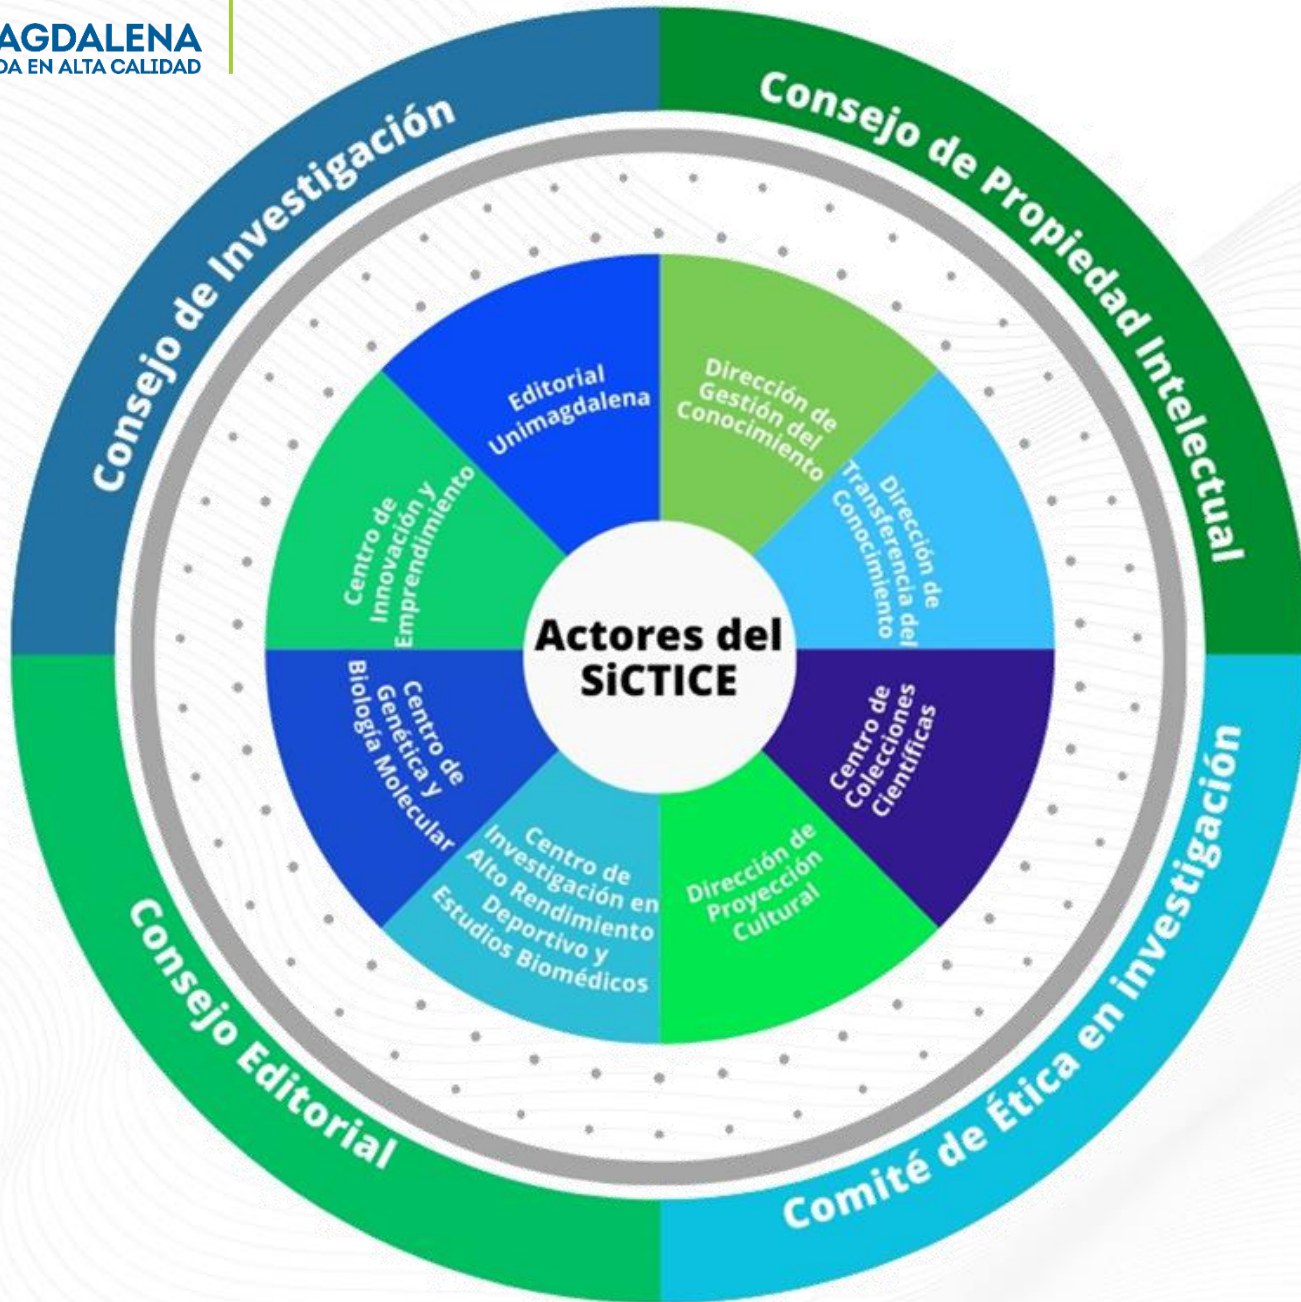 AGDALENA
DA EN ALTA CALIDAD
Consejo de Investigación
Consejo de Propiedad Intelectual
Editorial
Unimagdalena
Dirección de
Gestión del
Conocimiento
Dirección de
Transferencia del
Conocimiento
Centro de
Innovación y
Emprendimiento
Actores del
SiCTICE
Centro de
Genética y
Biología Molecular
Centro de
Colecciones
Científicas
Centro de
Investigación en
Alto Rendimiento
Deportivo y
Estudios Biomédicos
Dirección de
Proyección
Cultural
Consejo Editorial
Comité de Ética en investigación